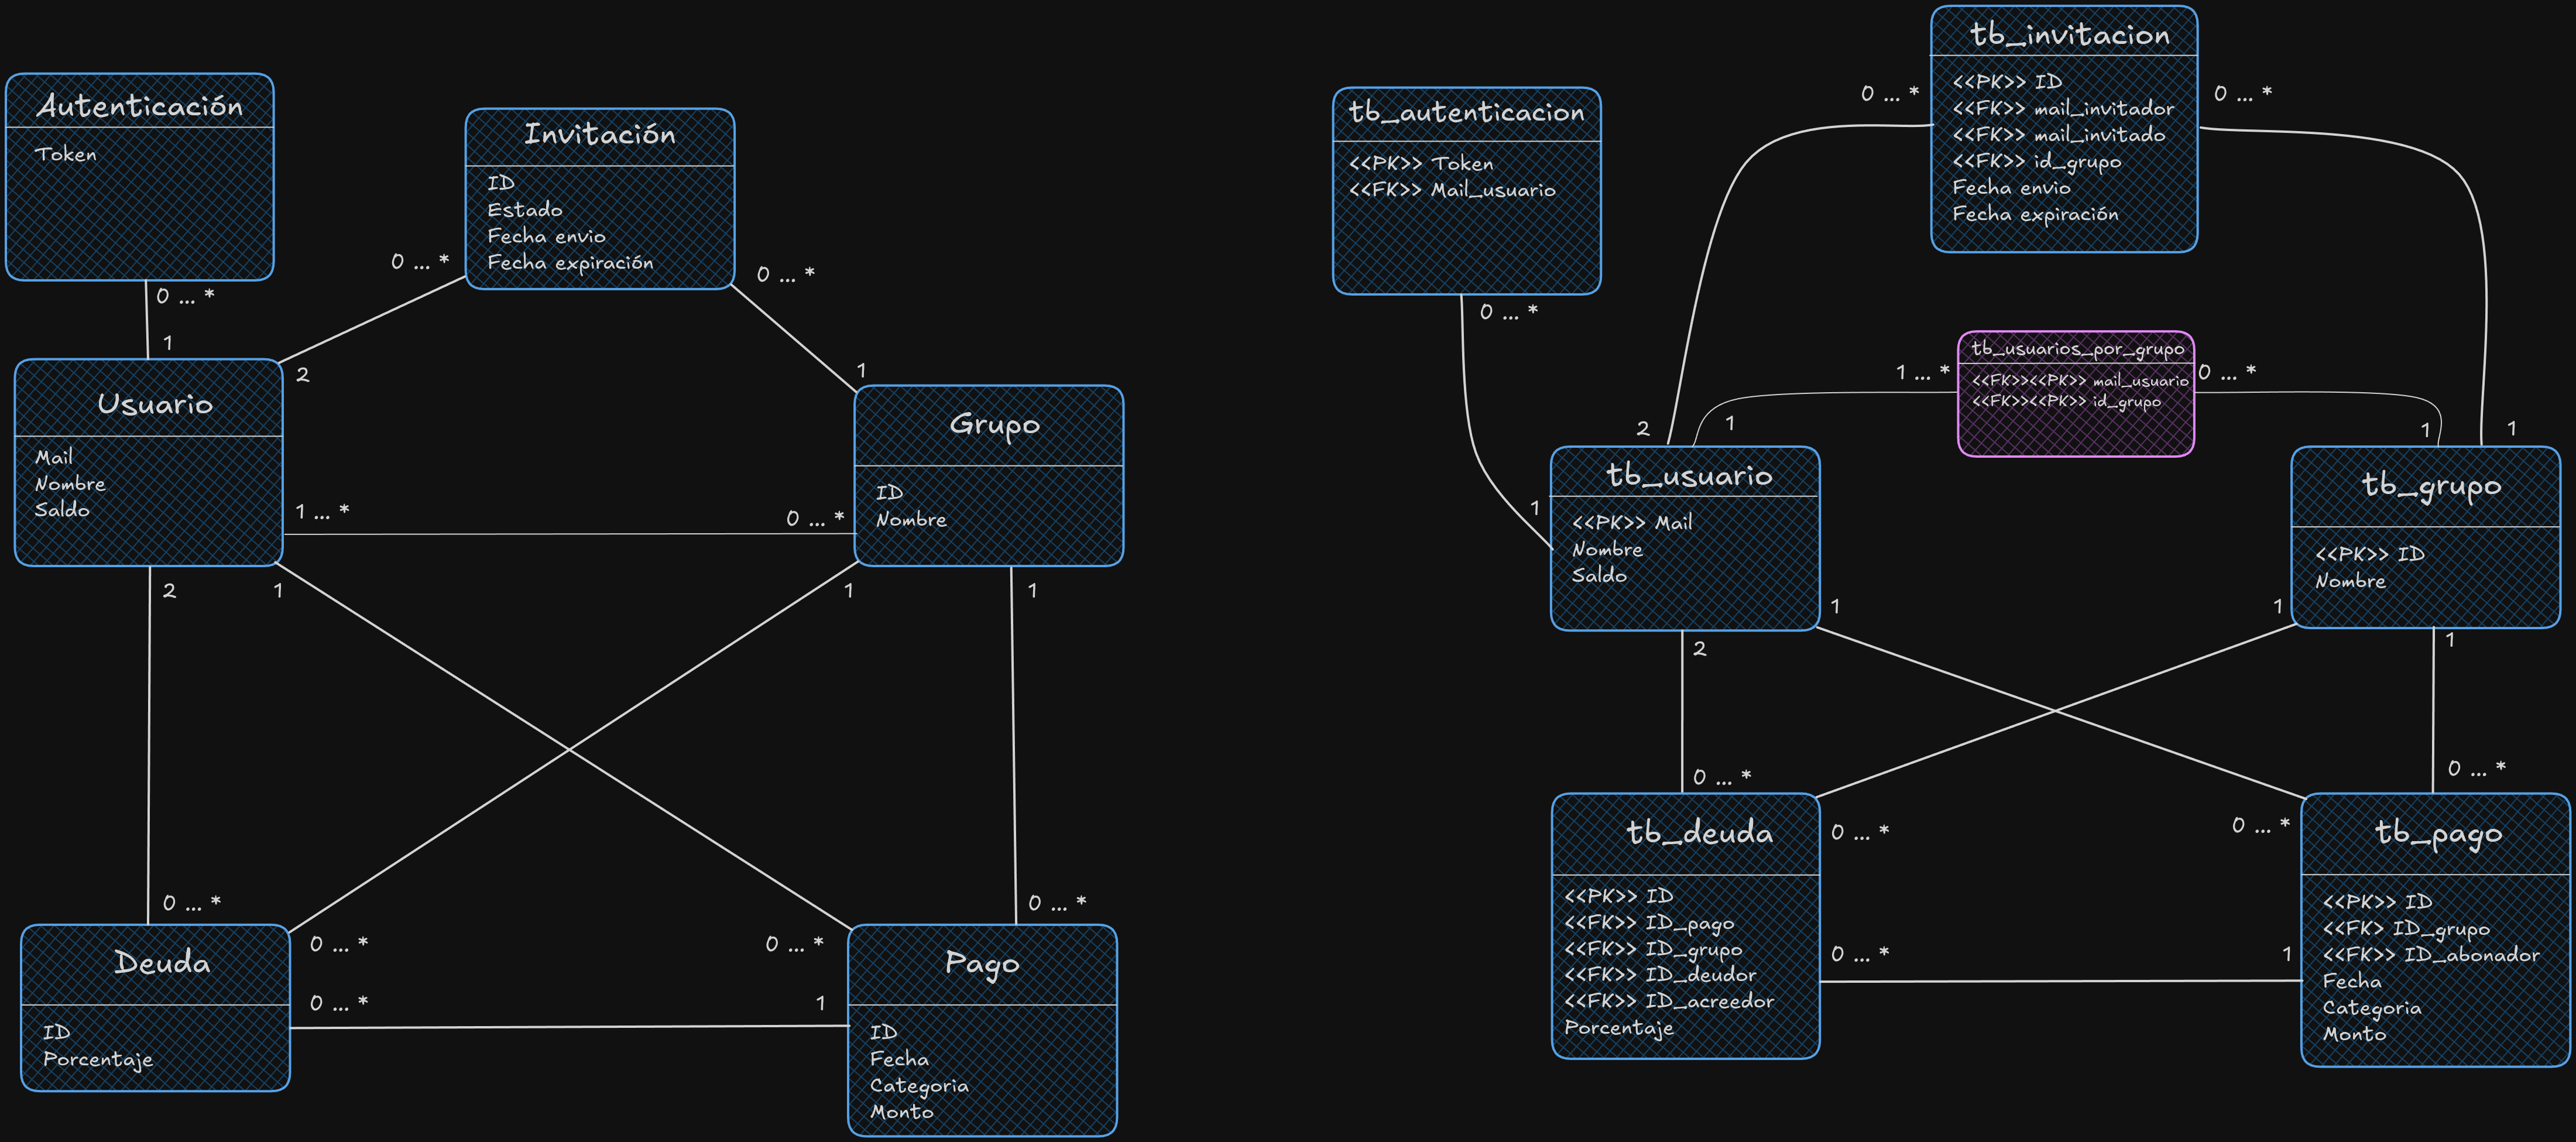 Autenticación
Token
0 ... *
1
Invitación
ID
Estado
Fecha envio
Fecha expiración
0 ... *
0 ... *
Usuario
Mail
Nombre
Saldo
2
1
1 ... *
0 ... *
Grupo
ID
Nombre
2
1
1
1
0 ... *
0 ... *
Deuda
ID
Porcentaje
0 ... *
0 ... *
0 ... *
1
Pago
ID
Fecha
Categoria
Monto
tb_autenticacion
<<PK>> Token
<<FK>> Mail_usuario
0 ... *
1
tb_invitacion
<<PK>> ID
<<FK>> mail_invitador
<<FK>> mail_invitado
<<FK>> id_grupo
Fecha envio
Fecha expiración
0 ... *
0 ... *
tb_usuarios_por_grupo
<<FK>><<PK>> mail_usuario
<<FK>><<PK>> id_grupo
1 ... *
0 ... *
2
1
1
1
tb_usuario
<<PK>> Mail
Nombre
Saldo
tb_grupo
<<PK>> ID
Nombre
1
1
2
1
0 ... *
0 ... *
tb_deuda
<<PK>> ID
<<FK>> ID_pago
<<FK>> ID_grupo
<<FK>> ID_deudor
<<FK>> ID_acreedor
Porcentaje
0 ... *
0 ... *
0 ... *
1
tb_pago
<<PK>> ID
<<FK> ID_grupo
<<FK>> ID_abonador
Fecha
Categoria
Monto